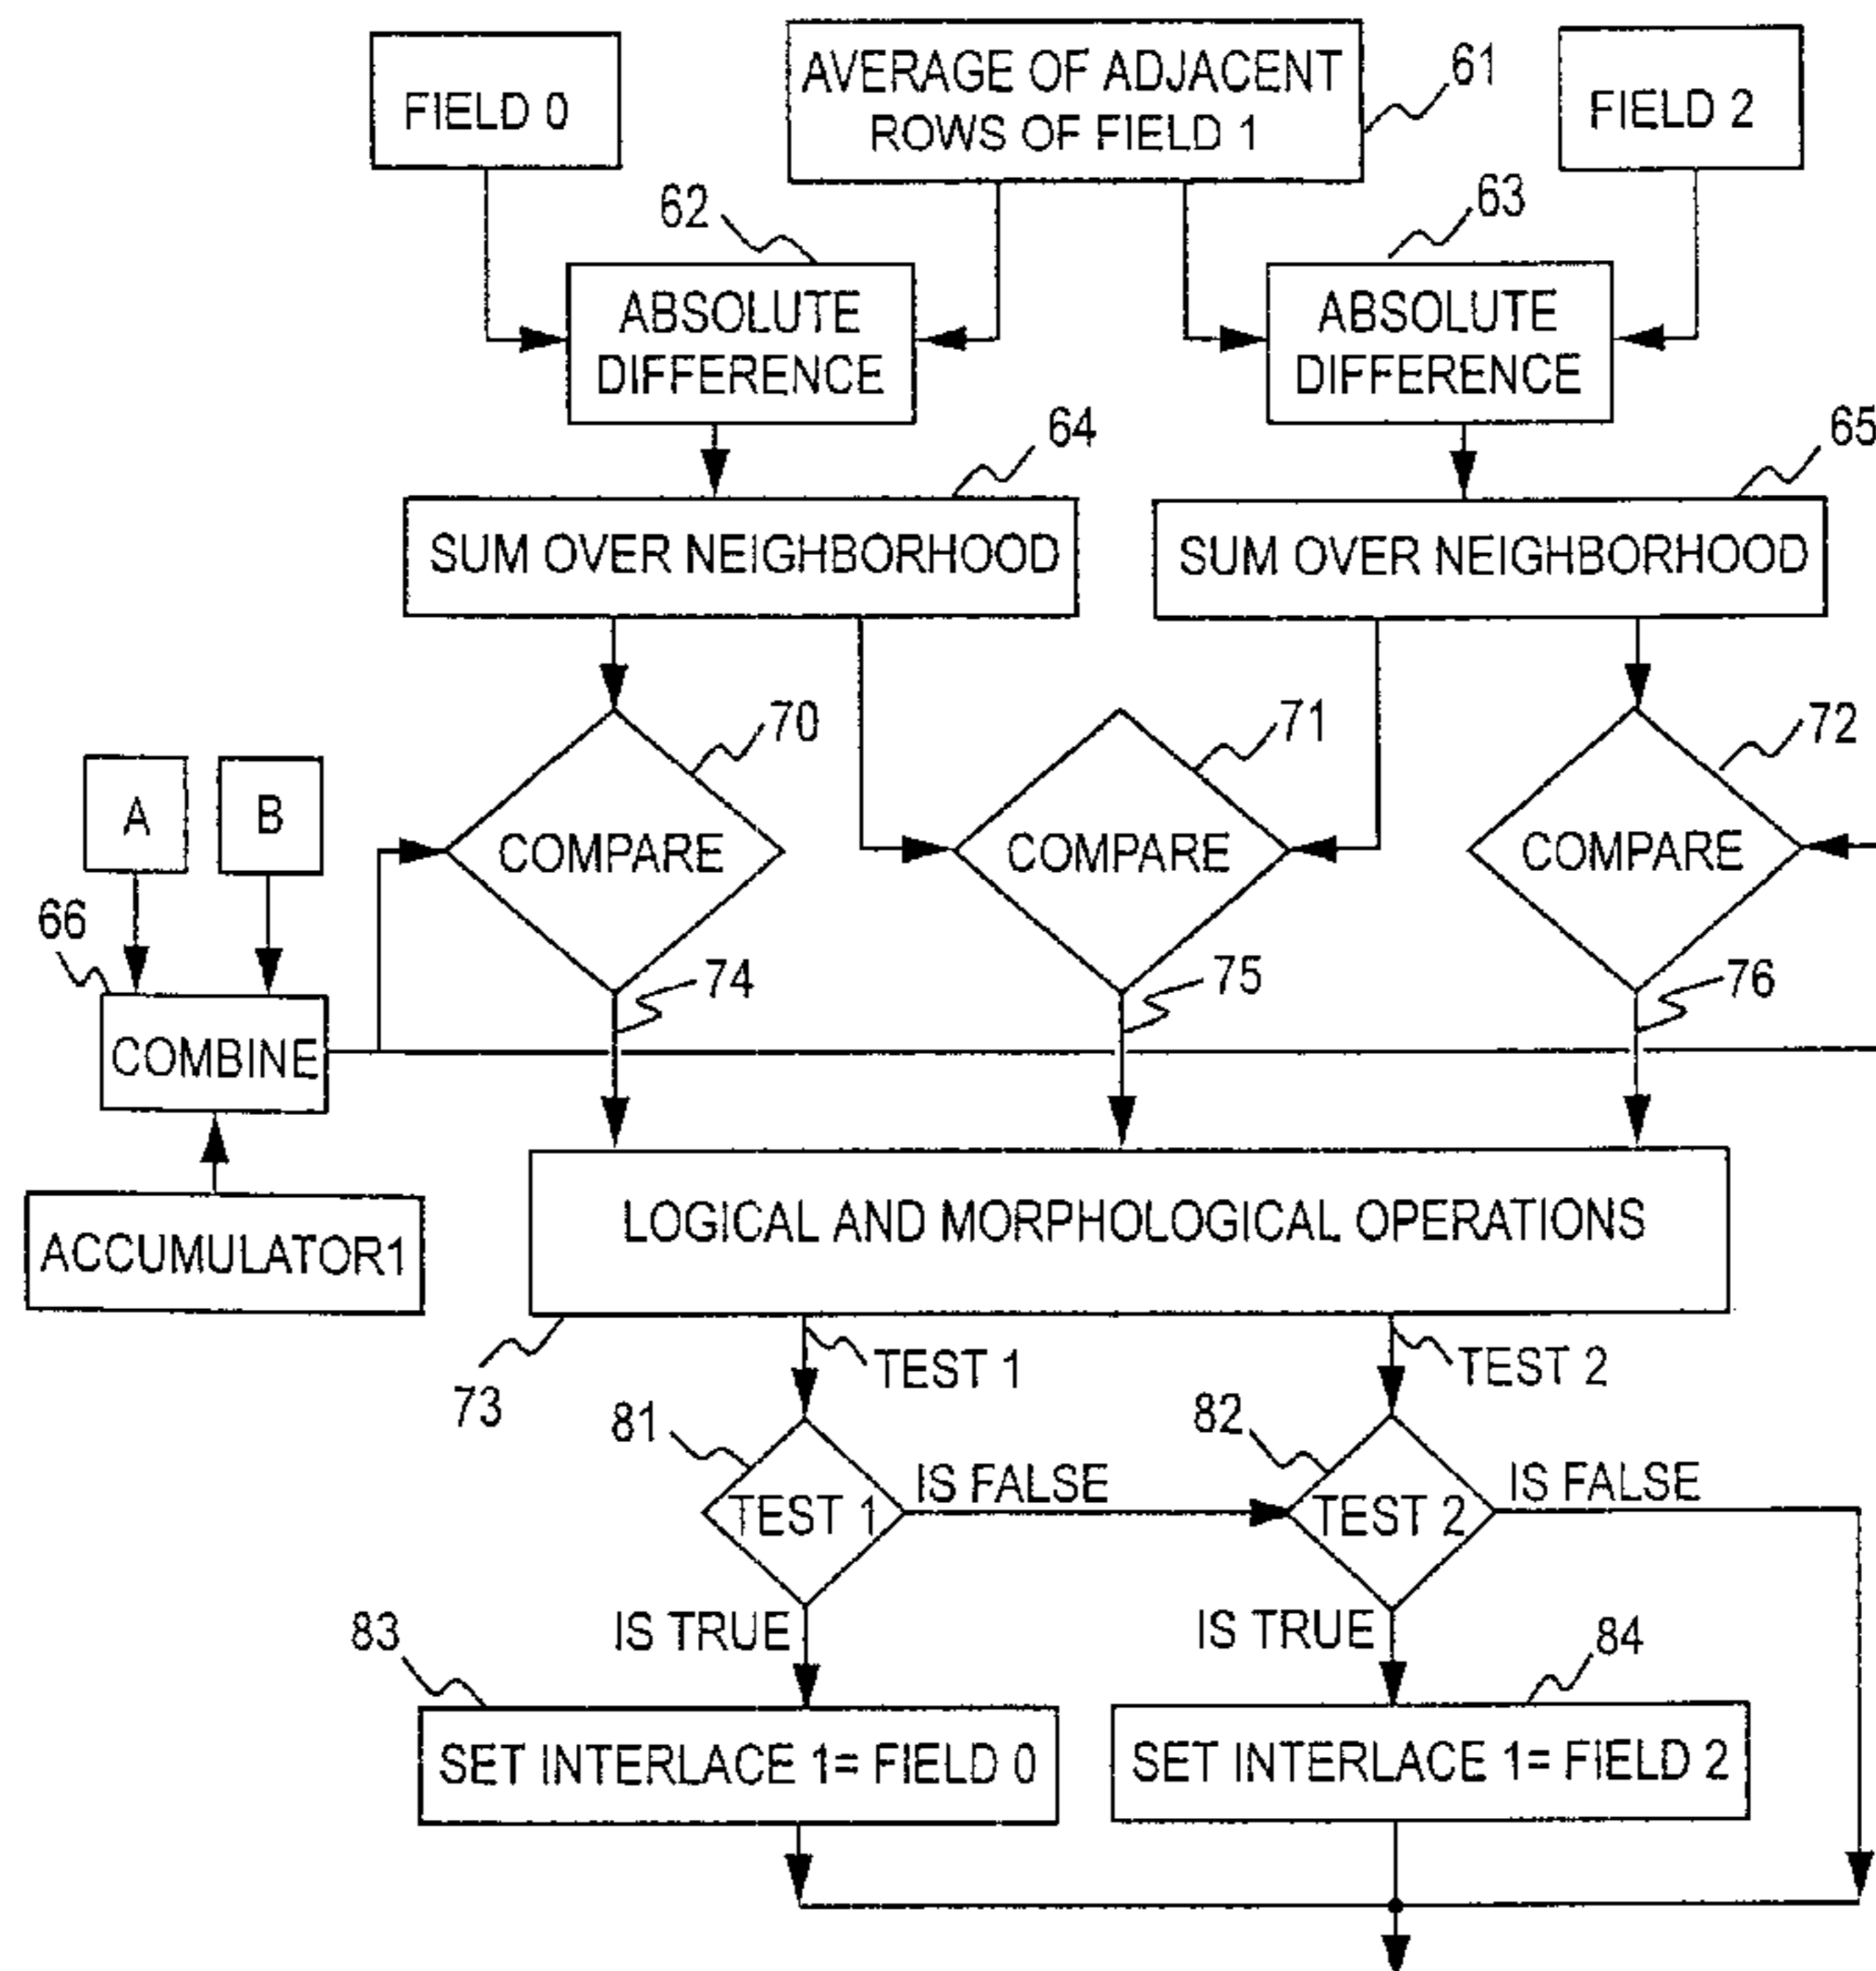 FIELD 0
AVERAGE OF ADJACENT
ROWS OF FIELD 1
61
FIELD 2
62
63
ABSOLUTE
DIFFERENCE
ABSOLUTE
DIFFERENCE
64
65
SUM OVER NEIGHBORHOOD
SUM OVER NEIGHBORHOOD
70
71
72
A
B
COMPARE
COMPARE
COMPARE
66
74
75
76
COMBINE
LOGICAL AND MORPHOLOGICAL OPERATIONS
ACCUMULATOR1
73
TEST 1
TEST 2
81
82
TEST 1
IS FALSE
TEST 2
IS FALSE
IS TRUE
IS TRUE
83
84
SET INTERLACE 1= FIELD 0
SET INTERLACE 1= FIELD 2